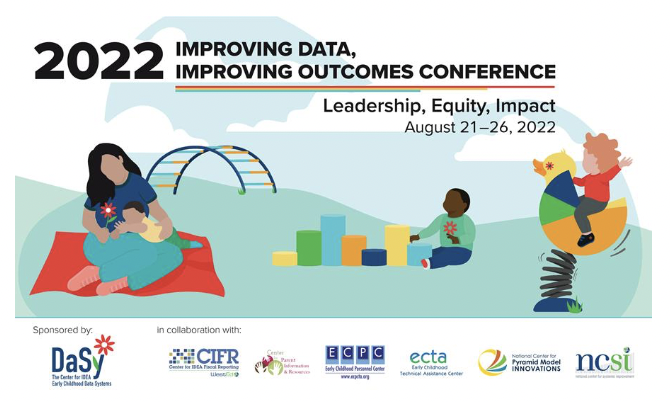 2022 IMPROVING DATA,
IMPROVING OUTCOMES CONFERENCE
Leadership, Equity, Impact
August 21–26, 2022
Sponsored by:
in collaboration with:
DaSy
The Center for IDEA
Early Childhood Data Systems
CIFR
Center for IDEA Fiscal Reporting
WestEd
Center
Parent
Information
& Resources
ECPC
Early Childhood Personnel Center
www.ecpcta.org
ecta
Early Childhood
Technical Assistance Center
National Center for
Pyramid Model
INNOVATIONS
ncsi